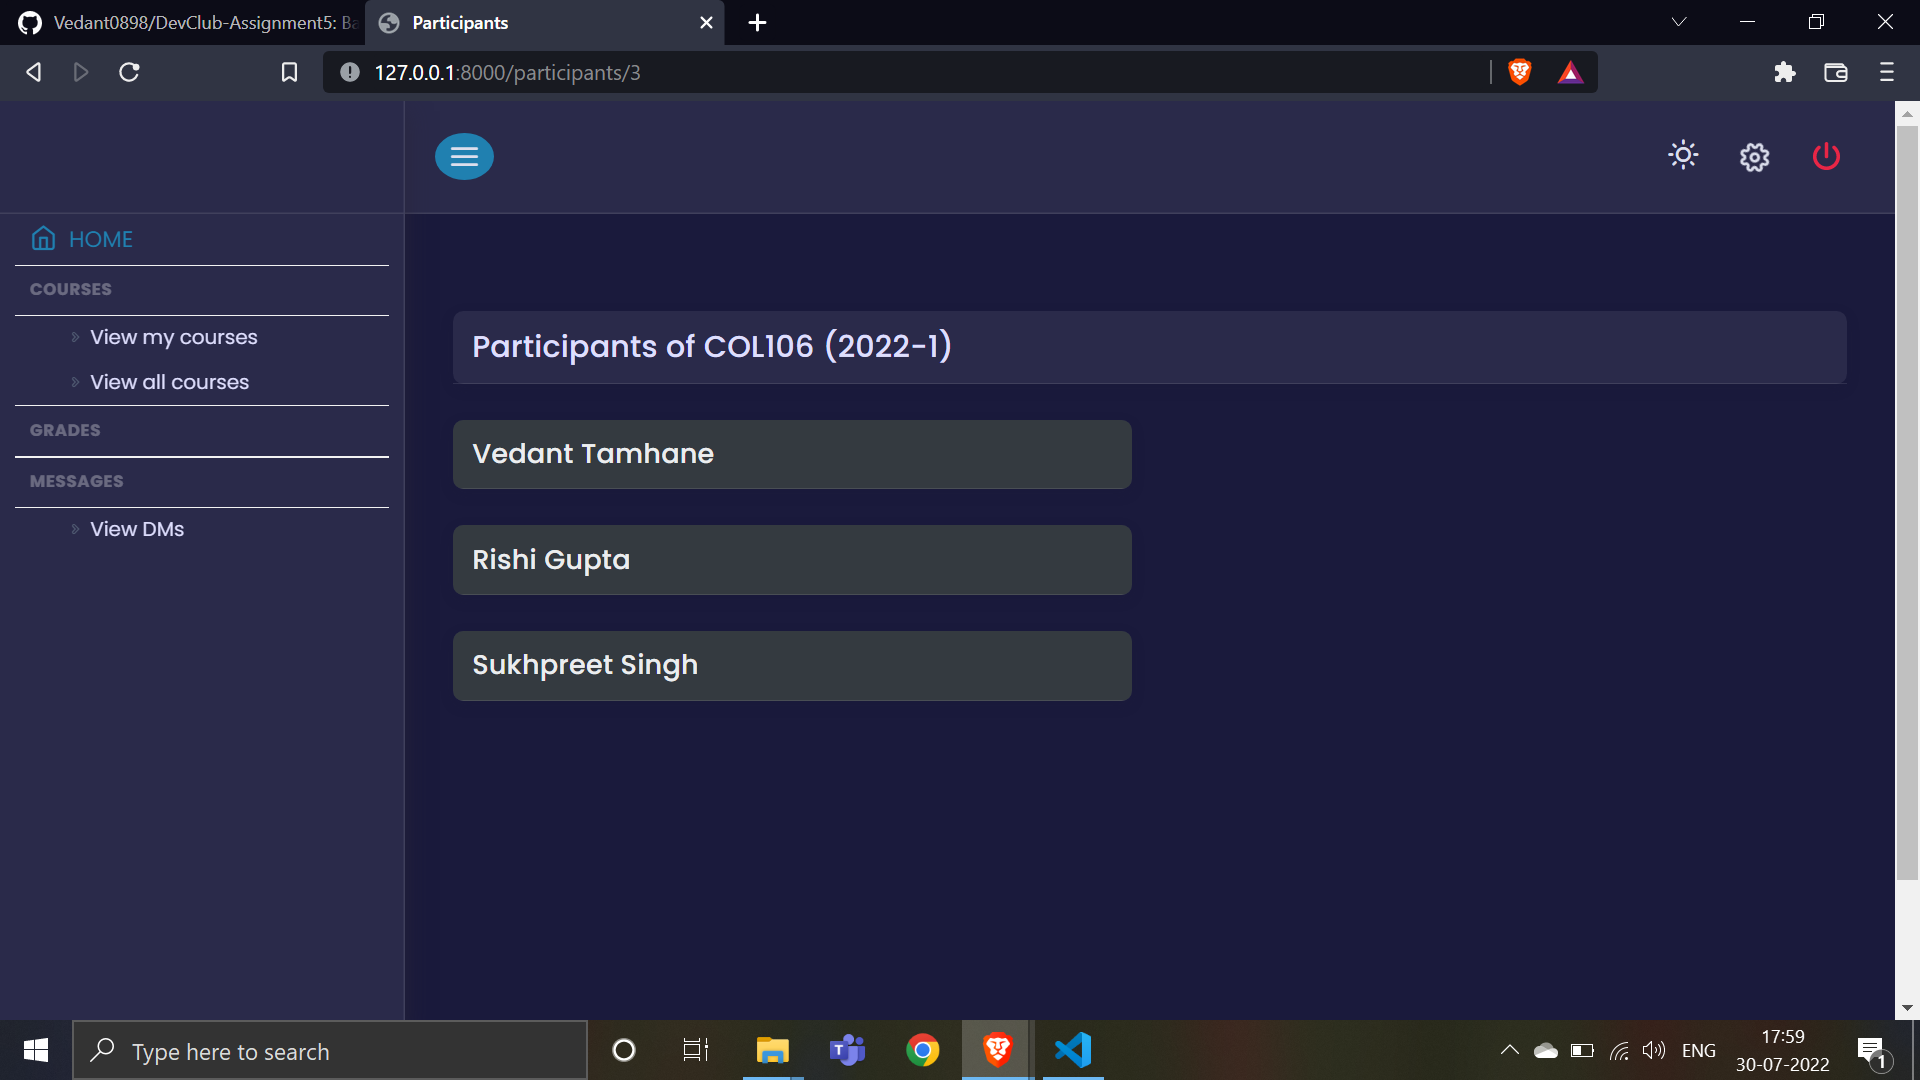 Vedant0898/DevClub-Assignment5: Ba
Participants
127.0.0.1:8000/participants/3
HOME
COURSES
View my courses
View all courses
GRADES
MESSAGES
View DMs
Participants of COL106 (2022-1)
Vedant Tamhane
Rishi Gupta
Sukhpreet Singh
Type here to search
T
ENG
17:59
30-07-2022
1